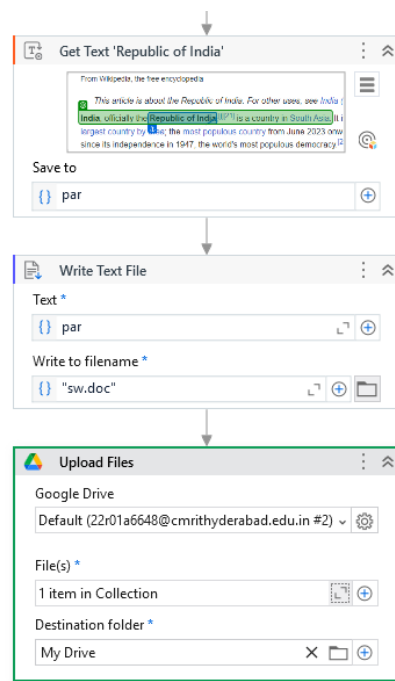 Get Text 'Republic of India'
From Wikipedia, the free encyclopedia
This article is about the Republic of India. For other uses, see India (
India, officially the Republic of India is a country in South Asia. It i
largest country by; the most populous country from June 2023 onw
since its independence in 1947, the world's most populous democracy.[2
Save to
{} par
Write Text File
Text *
{} par
Write to filename *
{} "sw.doc"
Upload Files
Google Drive
Default (22r01a6648@cmrithyderabad.edu.in #2)
File(s) *
1 item in Collection
Destination folder *
My Drive